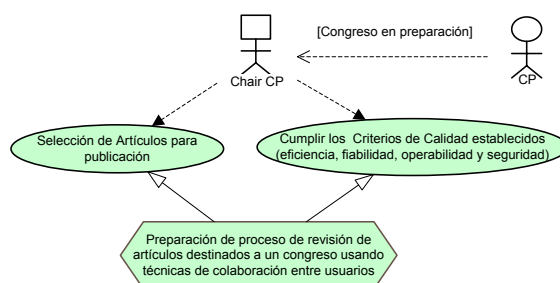 [Congreso en preparación]
Chair CP
CP
Selección de Artículos para
publicación
Cumplir los Criterios de Calidad establecidos
(eficiencia, fiabilidad, operabilidad y seguridad)
Preparación de proceso de revisión de
artículos destinados a un congreso usando
técnicas de colaboración entre usuarios